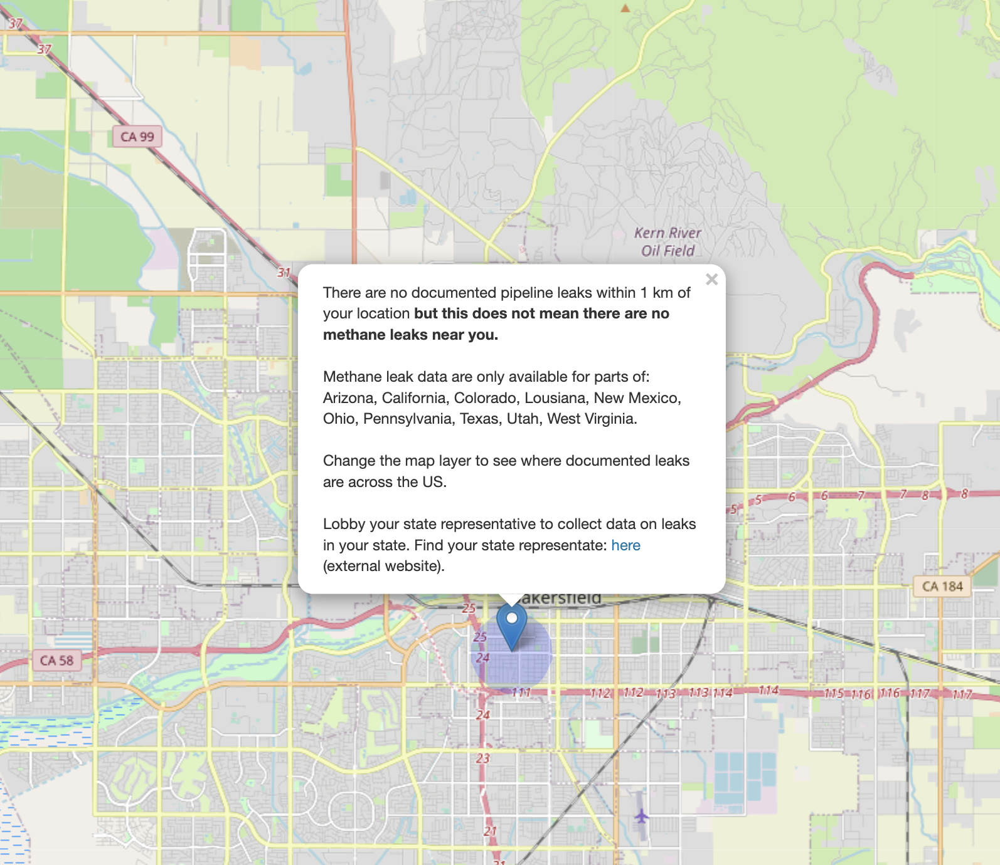 37
37
CA 99
Kern River
Oil Field
31
There are no documented pipeline leaks within 1 km of
your location but this does not mean there are no
methane leaks near you.
Methane leak data are only available for parts of:
Arizona, California, Colorado, Lousiana, New Mexico,
Ohio, Pennsylvania, Texas, Utah, West Virginia.
Change the map layer to see where documented leaks
are across the US.
Lobby your state representative to collect data on leaks
in your state. Find your state representate: here
(external website).
×
5 5 6 6 7 7 8 8
CA 184
akersfield
25
25
24
CA 58
111 112 112 113 113 114 114 115 116 116 117 117
24
23
21